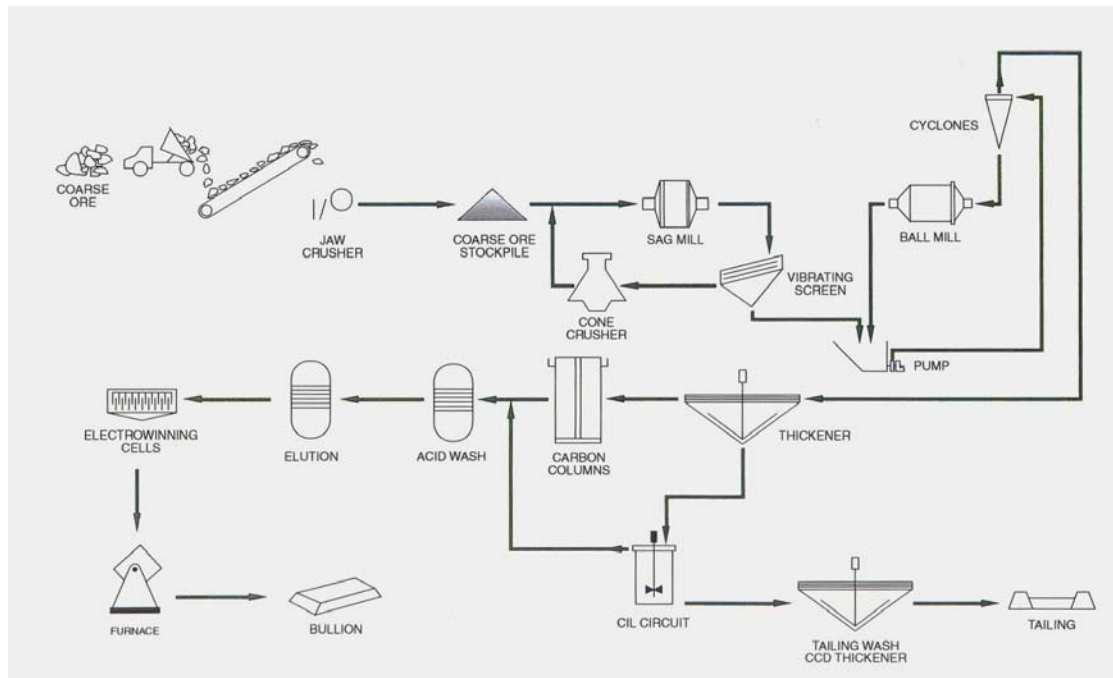 CYCLONES
COARSE
ORE
JAW
CRUSHER
COARSE ORE
STOCKPILE
SAG MILL
BALL MILL
VIBRATING
SCREEN
CONE
CRUSHER
PUMP
ELECTROWINNING
CELLS
ELUTION
ACID WASH
CARBON
COLUMNS
THICKENER
FURNACE
BULLION
CIL CIRCUIT
TAILING WASH
CCD THICKENER
TAILING